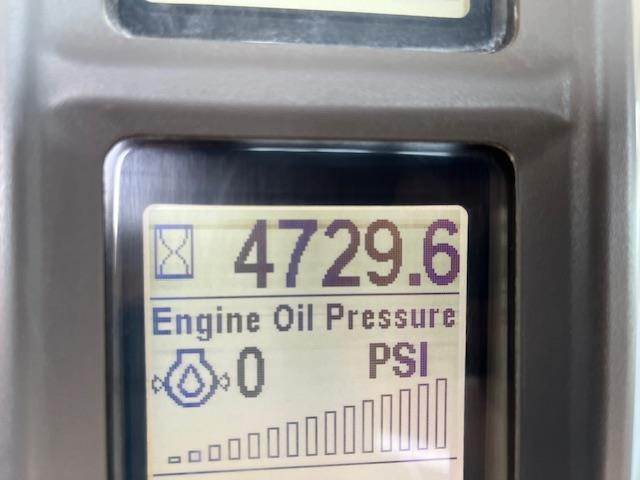 4729.6
Engine Oil Pressure
0 PSI